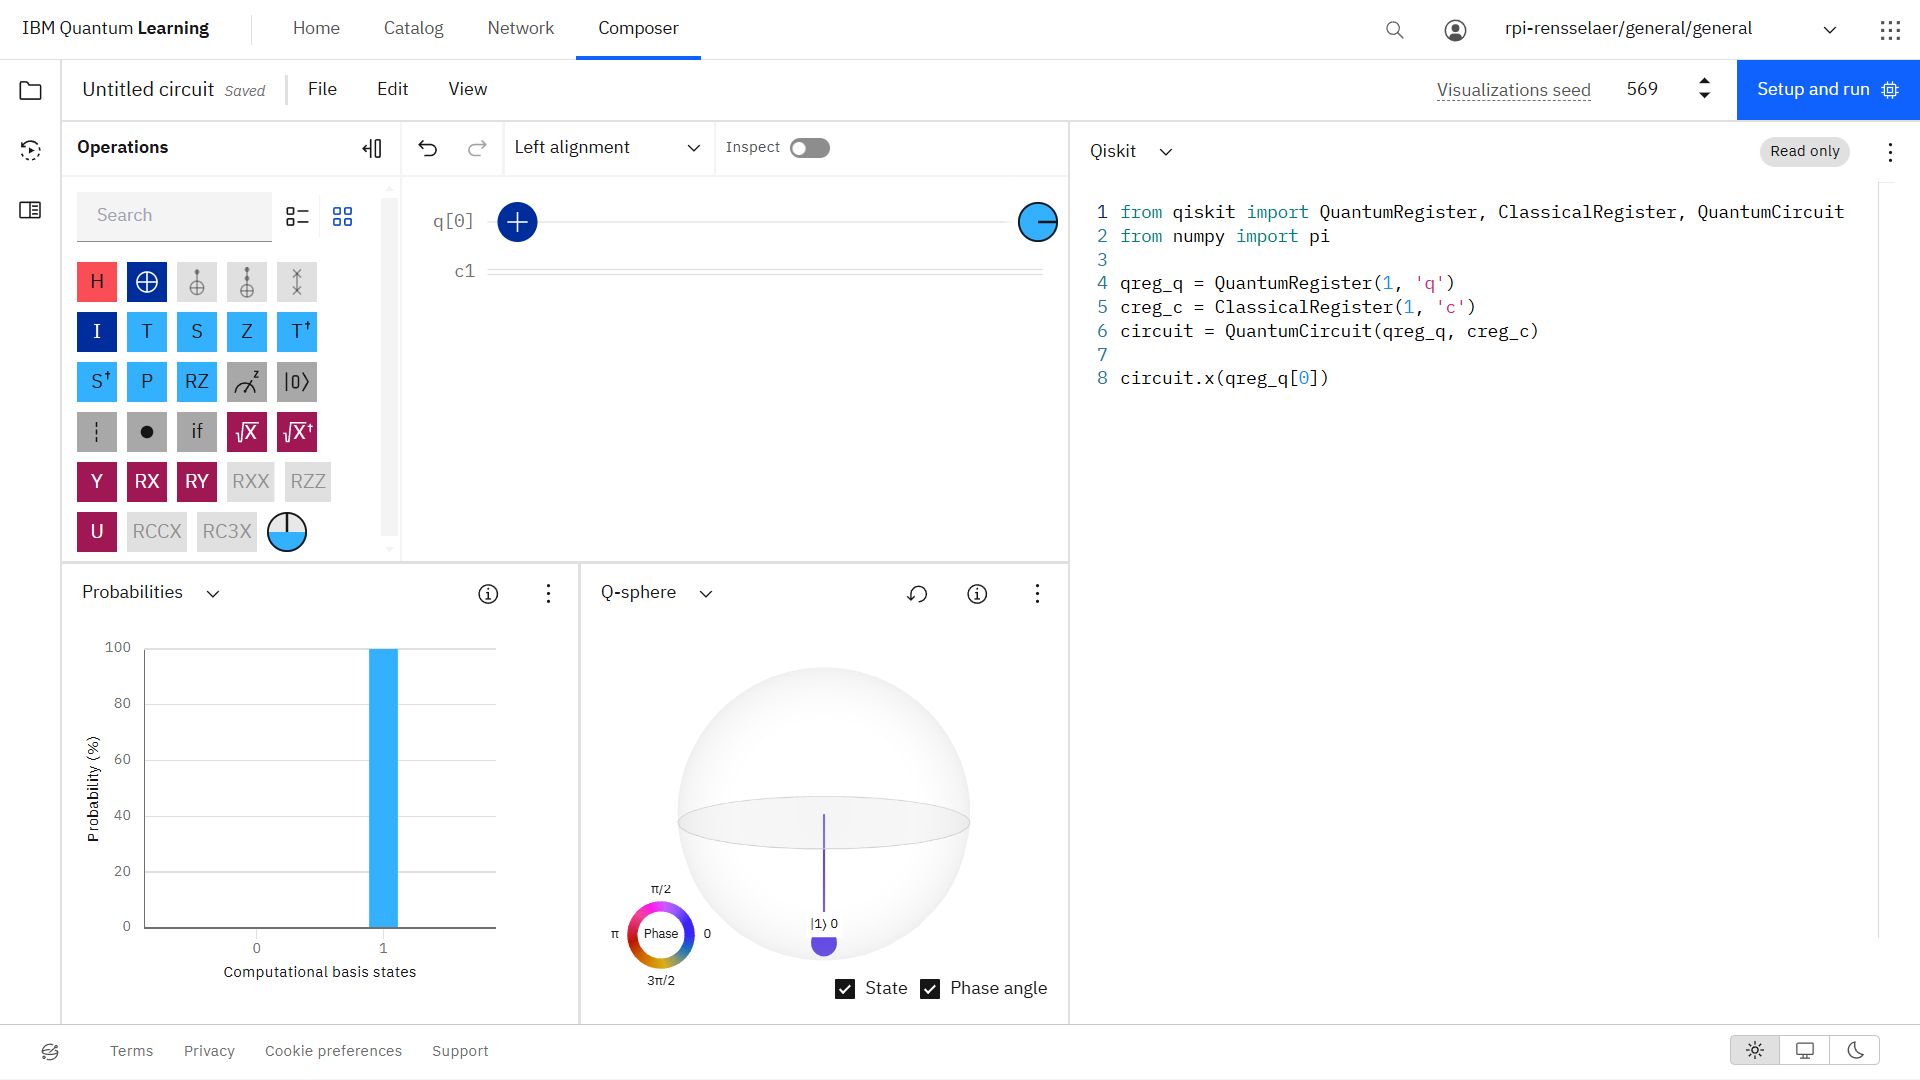 IBM Quantum Learning
Home
Catalog
Network
Composer
rpi-rensselaer/general/general
Untitled circuit Saved
File
Edit
View
Visualizations seed
569
Setup and run
Operations
Left alignment
Inspect
Qiskit
Read only
Search
H
I T S Z T†
S† P RZ z |0⟩
if √X √X†
Y RX RY RXX RZZ
U RCCX RC3X
q[0]
c1
1 from qiskit import QuantumRegister, ClassicalRegister, QuantumCircuit
2 from numpy import pi
3
4 qreg_q = QuantumRegister(1, 'q')
5 creg_c = ClassicalRegister(1, 'c')
6 circuit = QuantumCircuit(qreg_q, creg_c)
7
8 circuit.x(qreg_q[0])
Probabilities
100
80
60
40
20
0
Probability (%)
0 1
Computational basis states
Q-sphere
|1⟩ 0
π/2
π Phase 0
3π/2
State
Phase angle
Terms
Privacy
Cookie preferences
Support